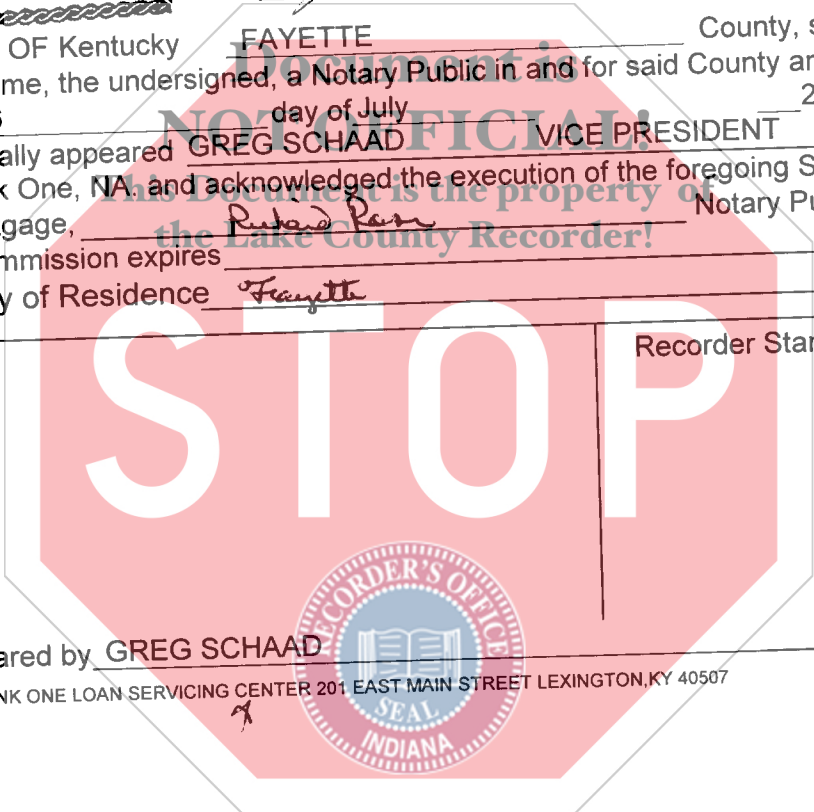 OF Kentucky FAYETTE County, s
Document is
me, the undersigned, a Notary Public in and for said County an
day of July 2
NOT OFFICIAL!
ally appeared GREG SCHAAD VICE PRESIDENT
k One, NA. and acknowledged the execution of the foregoing S
This Document is the property of
gage, Notary Pu
the Lake County Recorder!
mmission expires
y of Residence Fayette
Recorder Star
STOP
RECORDER'S OFFICE
SEAL
INDIANA
ared by GREG SCHAAD
NK ONE LOAN SERVICING CENTER 201 EAST MAIN STREET LEXINGTON,KY 40507